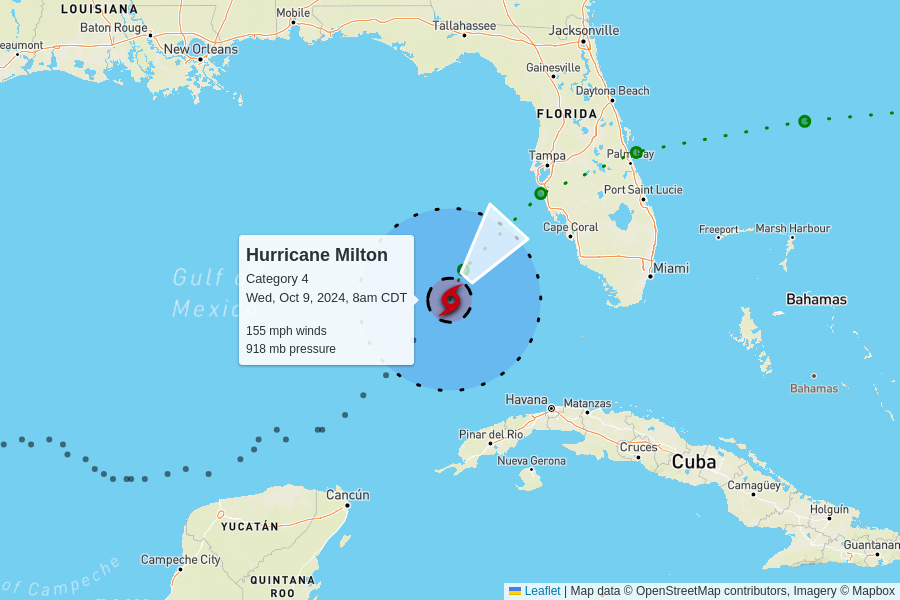 LOUISIANA
Mobile
Tallahassee
Jacksonville
Baton Rouge
eaumont
New Orleans
Gainesville
Daytona Beach
FLORIDA
Tampa
Palm Bay
Port Saint Lucie
Cape Coral
Freeport
Marsh Harbour
Miami
Gulf
Mexico
Hurricane Milton
Category 4
Wed, Oct 9, 2024, 8am CDT
155 mph winds
918 mb pressure
Bahamas
Bahamas
Havana
Matanzas
Pinar del Rio
Cruces
Nueva Gerona
Cuba
Camagüey
Holguín
Guantanan
Cancún
YUCATÁN
Campeche City
of Campeche
QUINTANA
ROO
Leaflet | Map data © OpenStreetMap contributors, Imagery © Mapbox